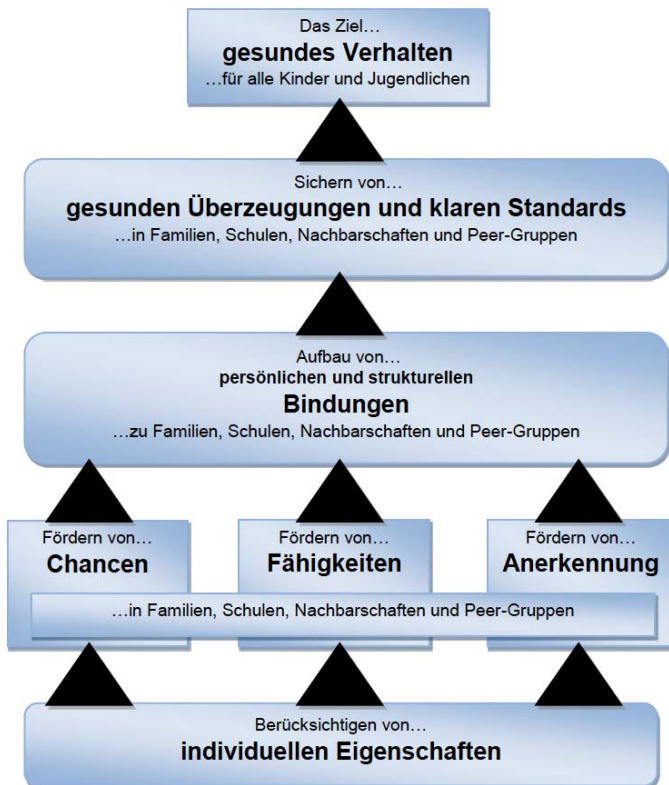 Das Ziel…
gesundes Verhalten
…für alle Kinder und Jugendlichen
Sichern von…
gesunden Überzeugungen und klaren Standards
…in Familien, Schulen, Nachbarschaften und Peer-Gruppen
Aufbau von…
persönlichen und strukturellen
Bindungen
…zu Familien, Schulen, Nachbarschaften und Peer-Gruppen
Fördern von…
Chancen
Fördern von…
Fähigkeiten
Fördern von…
Anerkennung
…in Familien, Schulen, Nachbarschaften und Peer-Gruppen
Berücksichtigen von…
individuellen Eigenschaften